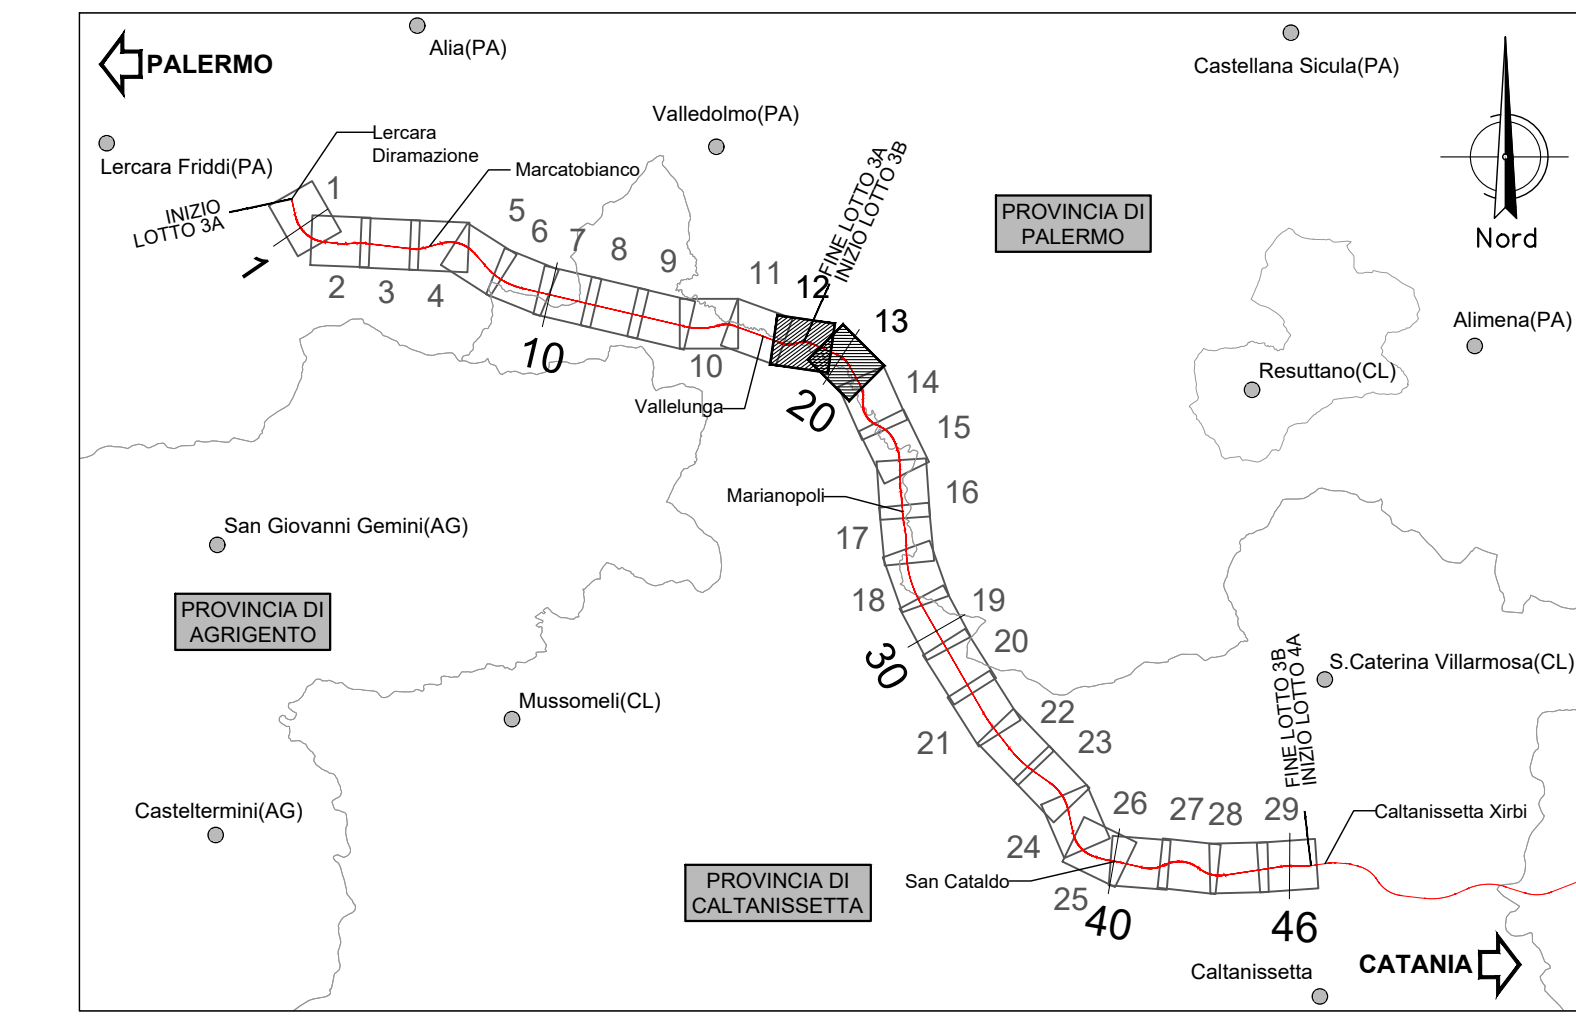 PALERMO
Alia(PA)
Castellana Sicula(PA)
Valledolmo(PA)
Lercara Friddi(PA)
Lercara
Diramazione
Marcatobianco
INIZIO
LOTTO 3A
FINE LOTTO 3A
INIZIO LOTTO 3B
PROVINCIA DI
PALERMO
Nord
1
2
3
4
5
6
7
8
9
10
11
12
13
1
10
20
Vallelunga
14
15
16
17
Marianopoli
Alimena(PA)
Resuttano(CL)
San Giovanni Gemini(AG)
PROVINCIA DI
AGRIGENTO
18
19
20
30
Mussomeli(CL)
21
22
23
FINE LOTTO 3B
INIZIO LOTTO 4A
S.Caterina Villarmosa(CL)
Casteltermini(AG)
24
25
26
27
28
29
Caltanissetta Xirbi
San Cataldo
PROVINCIA DI
CALTANISSETTA
40
46
CATANIA
Caltanissetta